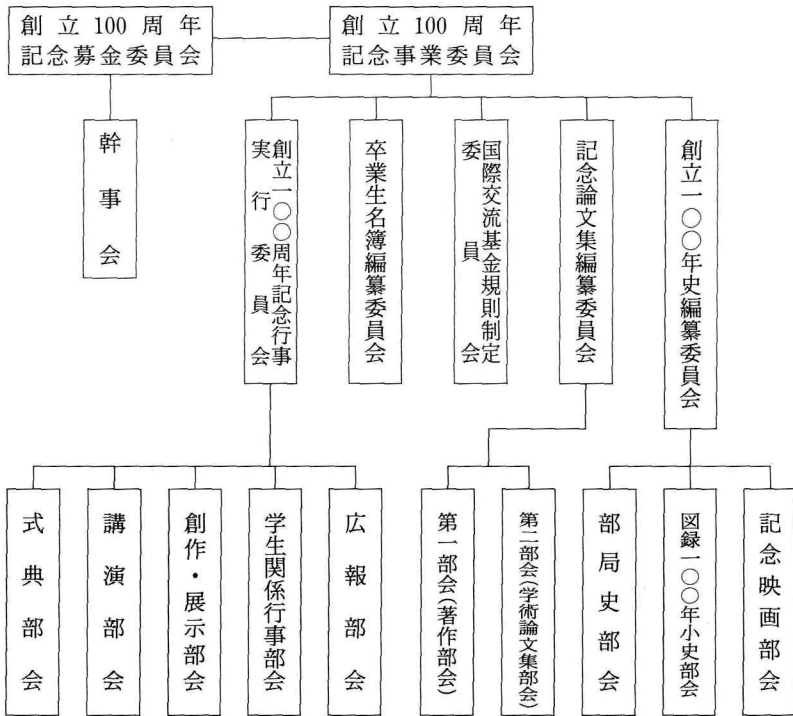 創立100周年
記念募金委員会
創立100周年
記念事業委員会
幹事会
創立一〇〇周年記念行事
実行委員会
卒業生名簿編纂委員会
国際交流基金規則制定
委員会
記念論文集編纂委員会
創立一〇〇年史編纂委員会
式典部会
講演部会
創作・展示部会
学生関係行事部会
広報部会
第一部会(著作部会)
第二部会(学術論文集部会)
部局史部会
図録一〇〇年小史部会
記念映画部会